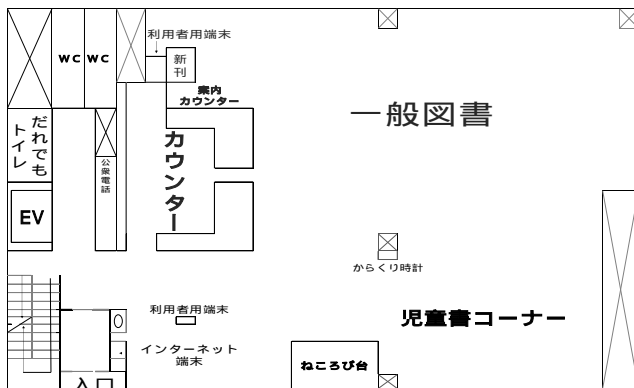 利用者用端末
WC
WC
新刊
案内
カウンター
一般図書
だれでも
トイレ
公衆電話
カウンター
EV
からくり時計
利用者用端末
児童書コーナー
インターネット
端末
ねころび台
入口